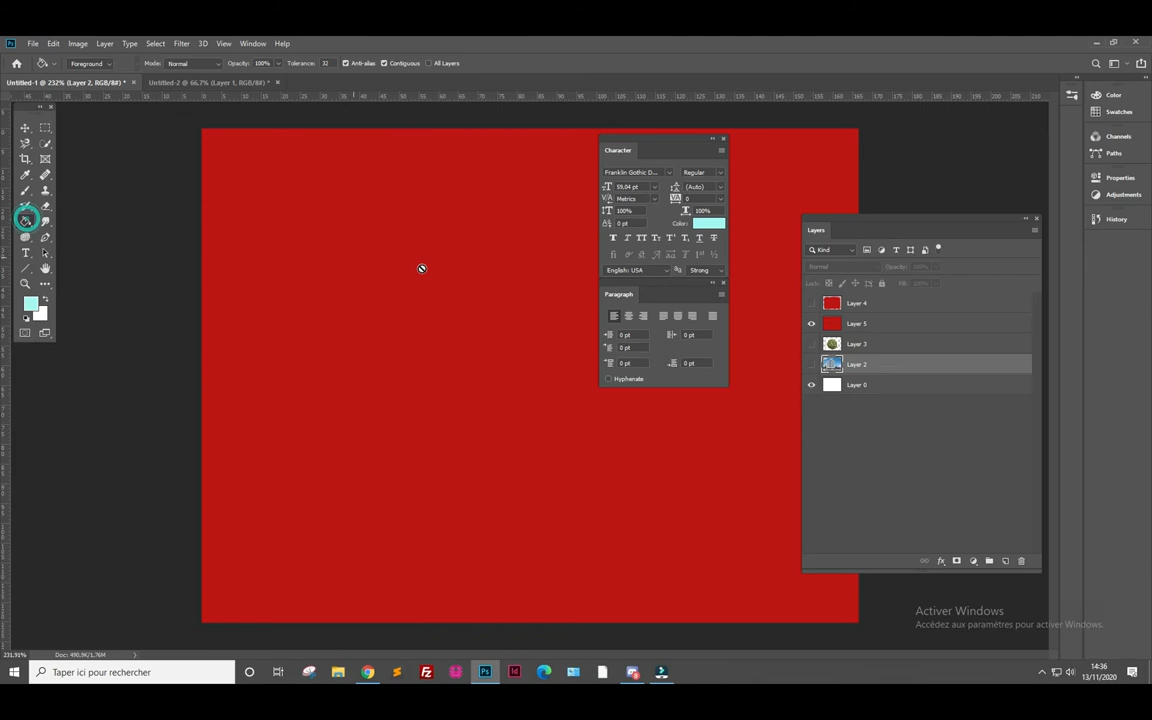 Ps File Edit Image Layer Type Select Filter 3D View Window Help
Foreground Mode: Normal Opacity: 100% Tolerance: 32 Anti-alias Contiguous All Layers
Untitled-1 @ 232% (Layer 2, RGB/8#) * × Untitled-2 @ 66,7% (Layer 1, RGB/8#) * ×
Color
Swatches
Channels
Paths
Properties
Adjustments
History
Character
Franklin Gothic D... Regular
59,04 pt (Auto)
Metrics 0
100% 100%
0 pt Color:
English: USA aa Strong
Paragraph
0 pt 0 pt
0 pt
0 pt 0 pt
Hyphenate
Layers
Kind
Normal Opacity:
Lock: Fill:
Layer 4
Layer 5
Layer 3
Layer 2
Layer 0
Activer Windows
Accédez aux paramètres pour activer Windows.
231,91% Doc: 490,9K/1,76M
Taper ici pour rechercher
14:36
13/11/2020